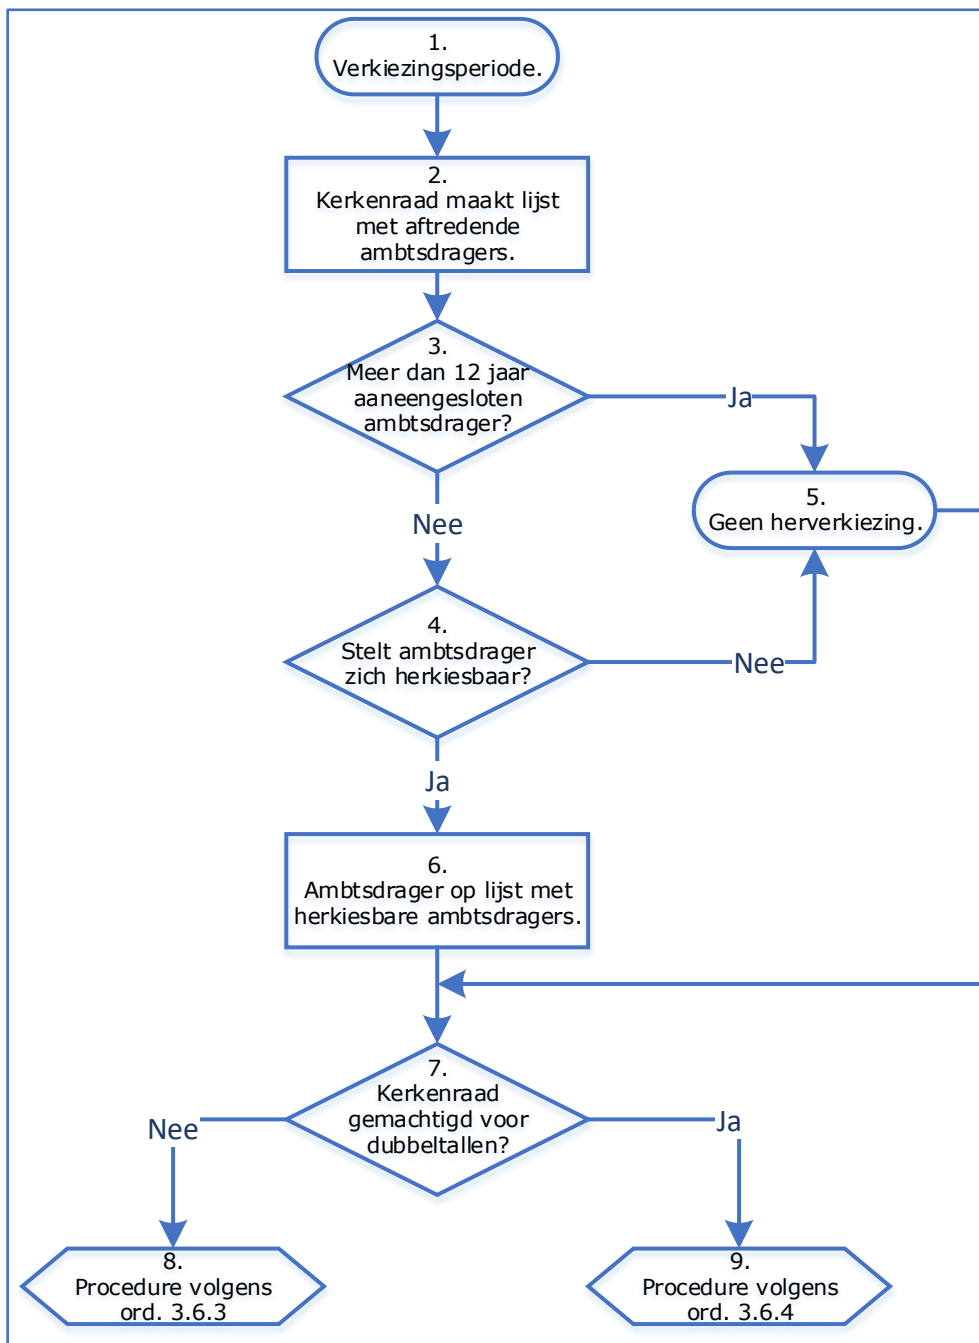 1.
Verkiezingsperiode.
2.
Kerkenraad maakt lijst
met aftredende
ambtsdragers.
3.
Meer dan 12 jaar
aaneengesloten
ambtsdrager?
Ja
5.
Geen herverkiezing.
Nee
4.
Stelt ambtsdrager
zich herkiesbaar?
Nee
Ja
6.
Ambtsdrager op lijst met
herkiesbare ambtsdragers.
7.
Kerkenraad
gemachtigd voor
dubbeltallen?
Nee
Ja
8.
Procedure volgens
ord. 3.6.3
9.
Procedure volgens
ord. 3.6.4